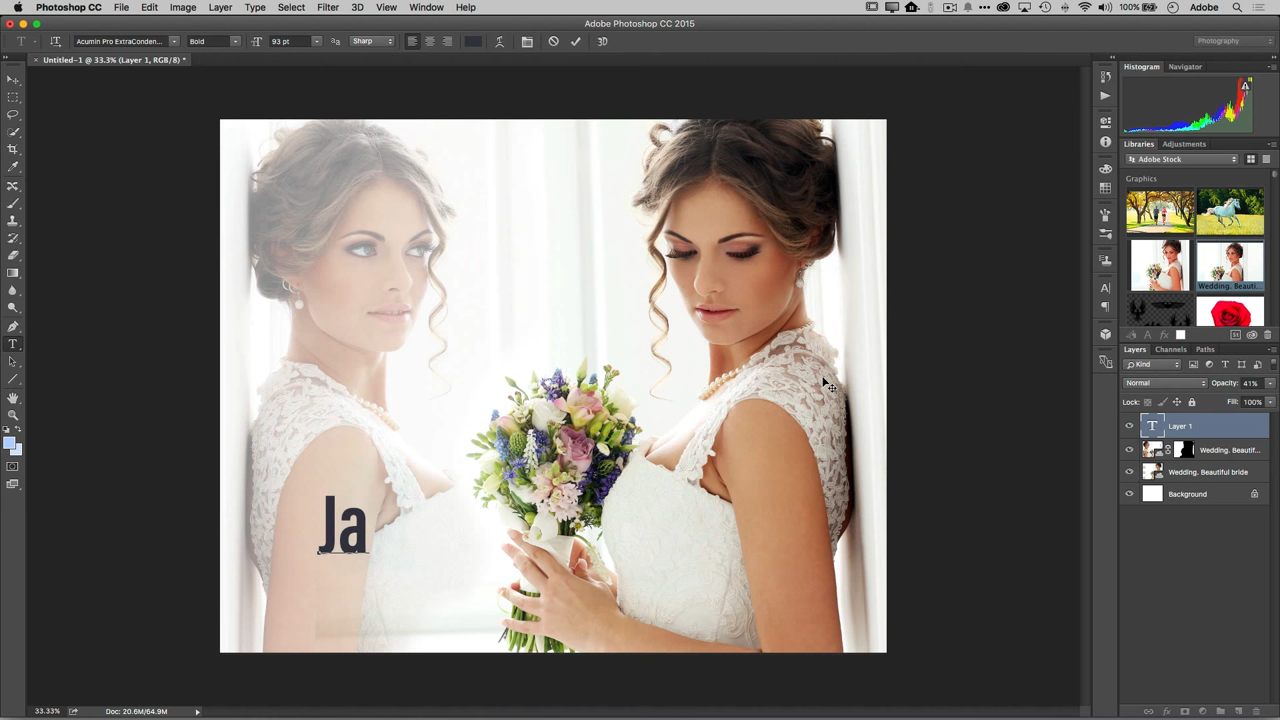 Photoshop CC File Edit Image Layer Type Select Filter 3D View Window Help 100% Adobe
Adobe Photoshop CC 2015
Acumin Pro ExtraConden... Bold 93 pt Sharp 3D Photography
Untitled-1 @ 33.3% (Layer 1, RGB/8) *
Histogram Navigator
Libraries Adjustments
Adobe Stock
Graphics
Wedding. Beauti...
Layers Channels Paths
Kind
Normal Opacity: 41%
Lock: Fill: 100%
Layer 1
Wedding. Beautif...
Wedding. Beautiful bride
Background
Ja
33.33% Doc: 20.6M/64.9M